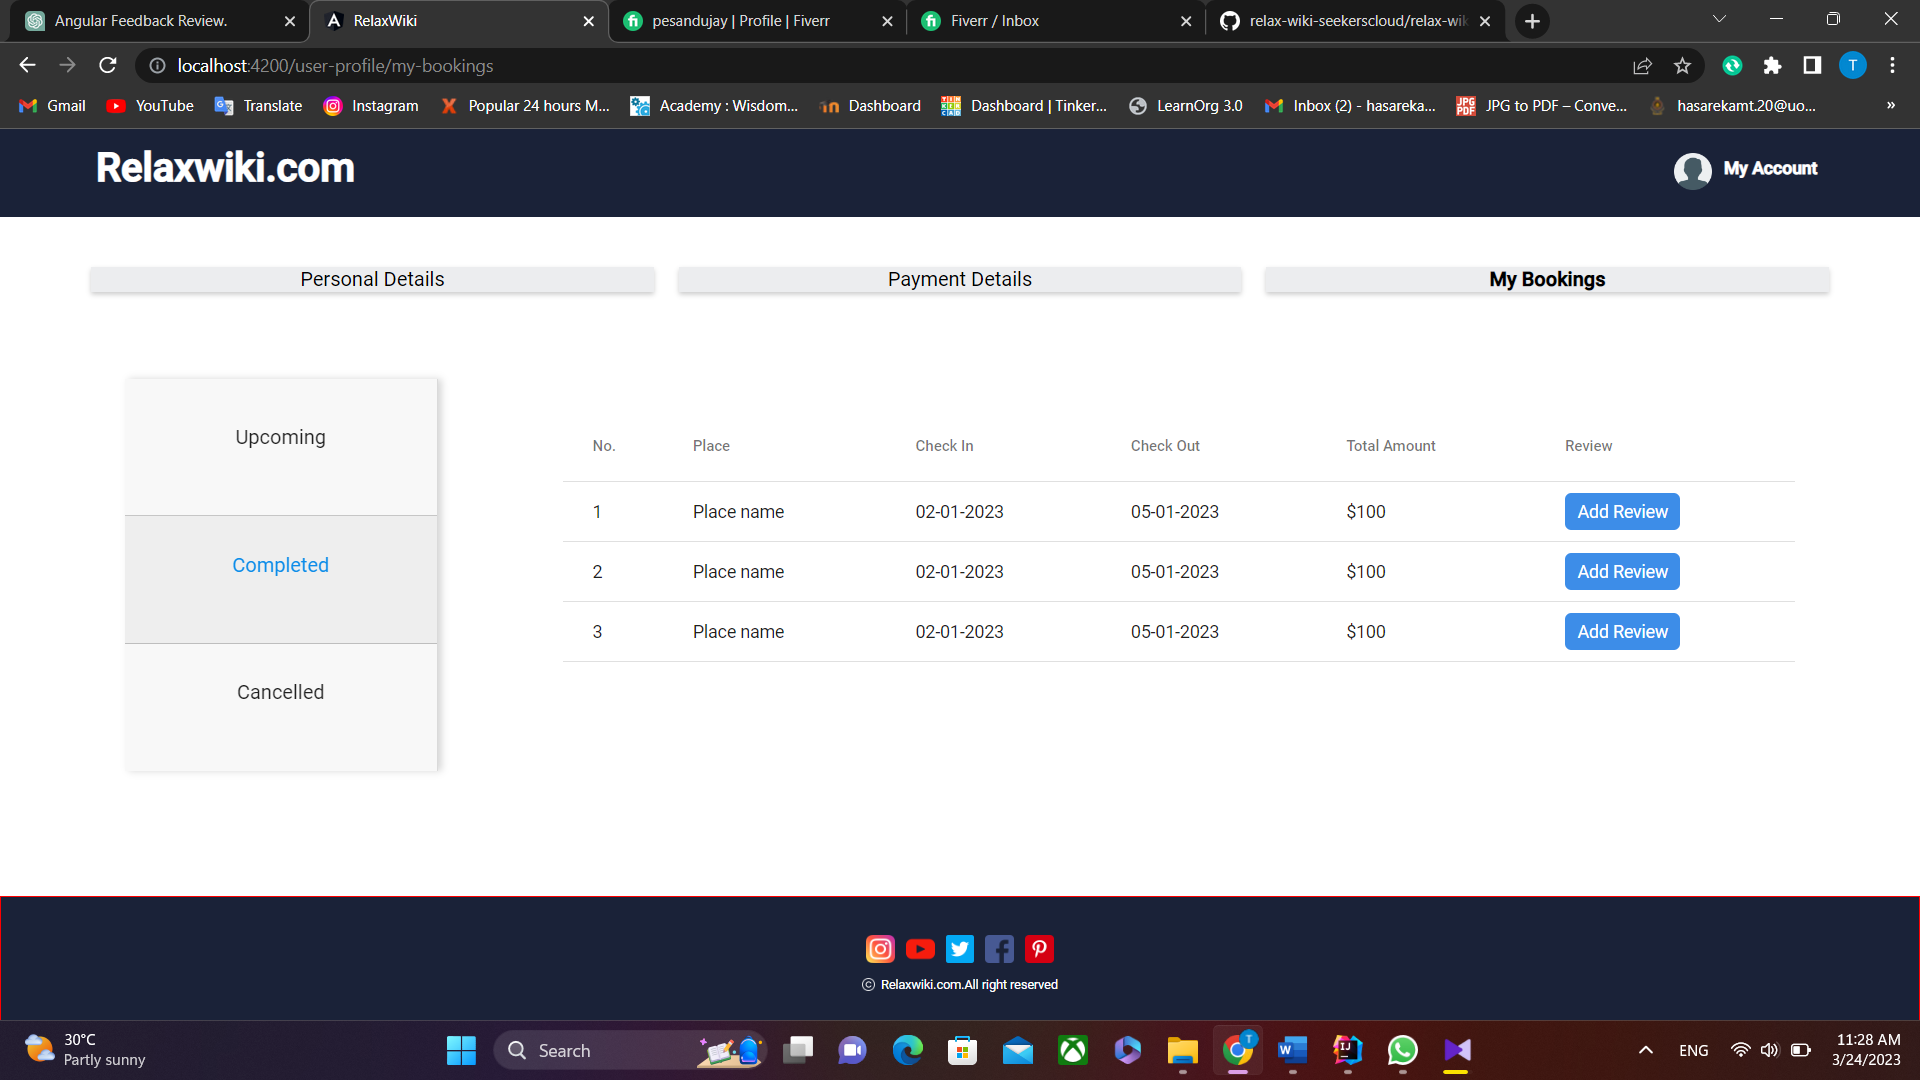 Angular Feedback Review.
RelaxWiki
pesandujay | Profile | Fiverr
Fiverr / Inbox
relax-wiki-seekerscloud/relax-wik
localhost:4200/user-profile/my-bookings
T
Gmail
YouTube
Translate
Instagram
Popular 24 hours M...
Academy : Wisdom...
Dashboard
Dashboard | Tinker...
LearnOrg 3.0
Inbox (2) - hasareka...
JPG to PDF – Conve...
hasarekamt.20@uo...
»
Relaxwiki.com
My Account
Personal Details
Payment Details
My Bookings
Upcoming
Completed
Cancelled
No. Place Check In Check Out Total Amount Review
1 Place name 02-01-2023 05-01-2023 $100 Add Review
2 Place name 02-01-2023 05-01-2023 $100 Add Review
3 Place name 02-01-2023 05-01-2023 $100 Add Review
© Relaxwiki.com.All right reserved
30°C
Partly sunny
Search
ENG
11:28 AM
3/24/2023